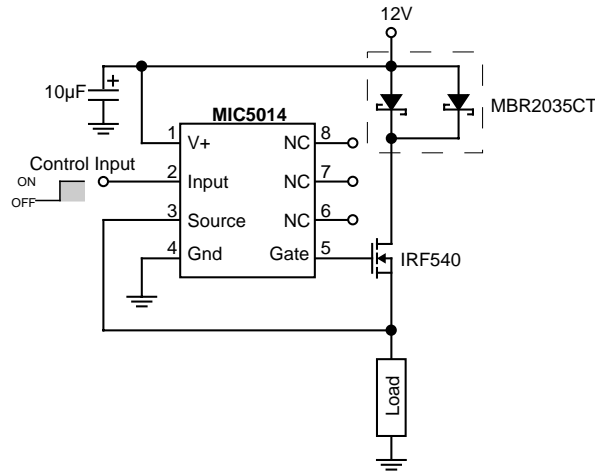 12V
10µF
+
MBR2035CT
MIC5014
1 V+ NC 8
Control Input
ON
OFF
2 Input NC 7
3 Source NC 6
4 Gnd Gate 5
IRF540
Load